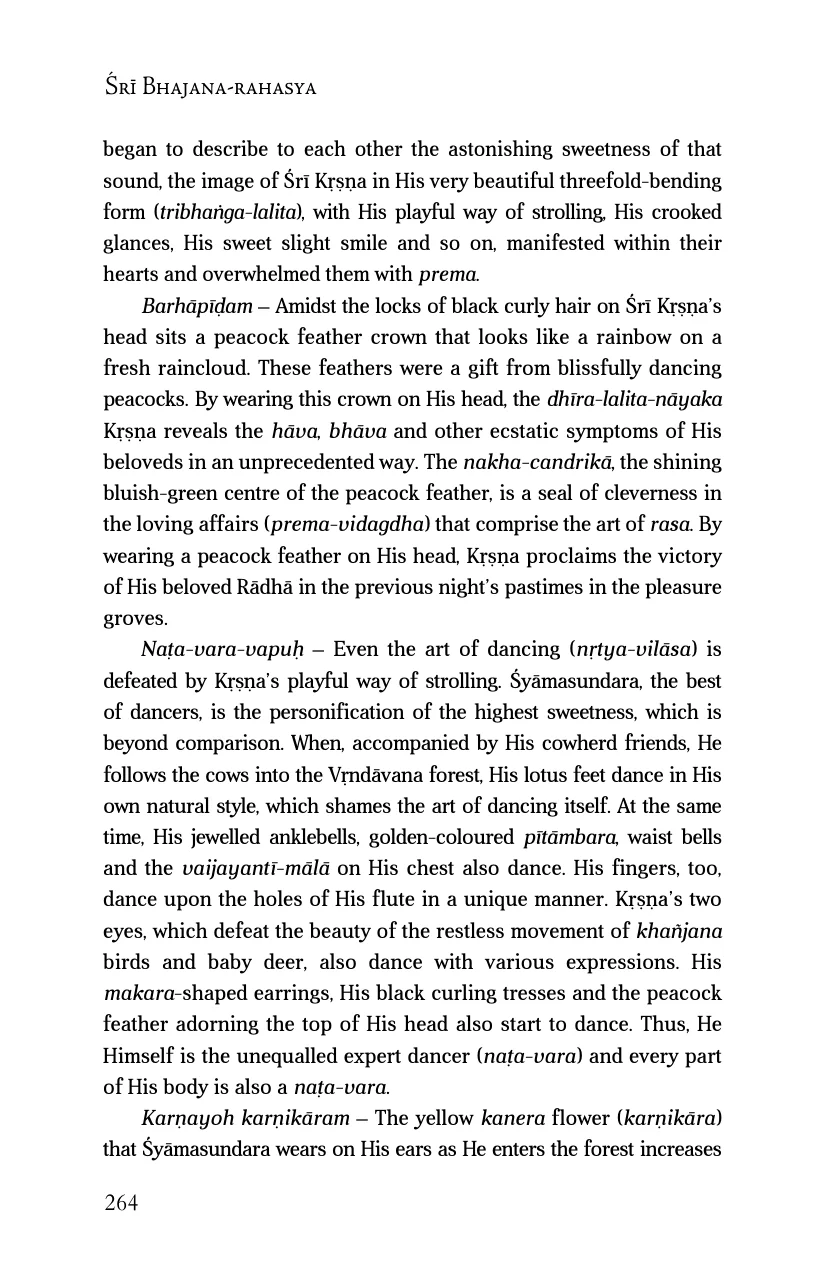 Śrī Bhajana-rahasya
began to describe to each other the astonishing sweetness of that
sound, the image of Śrī Kṛṣṇa in His very beautiful threefold-bending
form (tribhaṅga-lalita), with His playful way of strolling, His crooked
glances, His sweet slight smile and so on, manifested within their
hearts and overwhelmed them with prema.
Barhāpīḍam – Amidst the locks of black curly hair on Śrī Kṛṣṇa’s
head sits a peacock feather crown that looks like a rainbow on a
fresh raincloud. These feathers were a gift from blissfully dancing
peacocks. By wearing this crown on His head, the dhīra-lalita-nāyaka
Kṛṣṇa reveals the hāva, bhāva and other ecstatic symptoms of His
beloveds in an unprecedented way. The nakha-candrikā, the shining
bluish-green centre of the peacock feather, is a seal of cleverness in
the loving affairs (prema-vidagdha) that comprise the art of rasa. By
wearing a peacock feather on His head, Kṛṣṇa proclaims the victory
of His beloved Rādhā in the previous night’s pastimes in the pleasure
groves.
Naṭa-vara-vapuḥ – Even the art of dancing (nṛtya-vilāsa) is
defeated by Kṛṣṇa’s playful way of strolling. Śyāmasundara, the best
of dancers, is the personification of the highest sweetness, which is
beyond comparison. When, accompanied by His cowherd friends, He
follows the cows into the Vṛndāvana forest, His lotus feet dance in His
own natural style, which shames the art of dancing itself. At the same
time, His jewelled anklebells, golden-coloured pītāmbara, waist bells
and the vaijayantī-mālā on His chest also dance. His fingers, too,
dance upon the holes of His flute in a unique manner. Kṛṣṇa’s two
eyes, which defeat the beauty of the restless movement of khañjana
birds and baby deer, also dance with various expressions. His
makara-shaped earrings, His black curling tresses and the peacock
feather adorning the top of His head also start to dance. Thus, He
Himself is the unequalled expert dancer (naṭa-vara) and every part
of His body is also a naṭa-vara.
Karṇayoh karṇikāram – The yellow kanera flower (karṇikāra)
that Śyāmasundara wears on His ears as He enters the forest increases
264